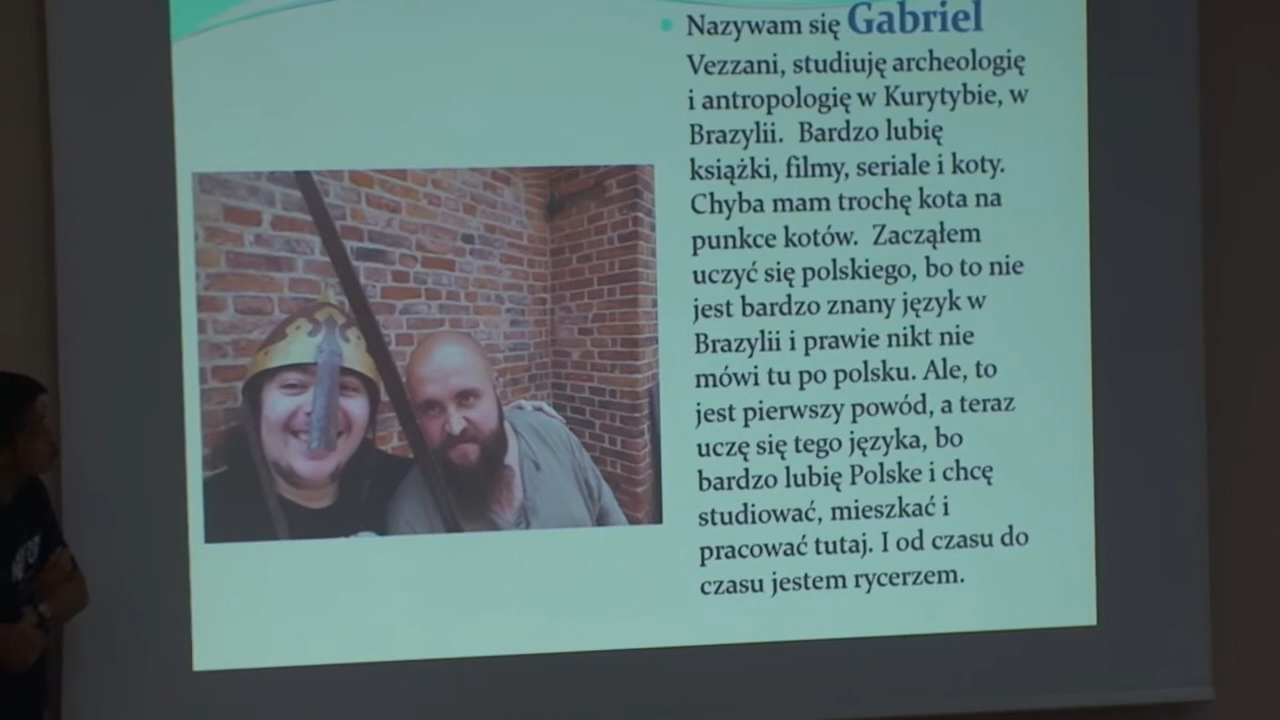 Nazywam się Gabriel
Vezzani, studiuję archeologię
i antropologię w Kurytybie, w
Brazylii. Bardzo lubię
książki, filmy, seriale i koty.
Chyba mam trochę kota na
punkce kotów. Zacząłem
uczyć się polskiego, bo to nie
jest bardzo znany język w
Brazylii i prawie nikt nie
mówi tu po polsku. Ale, to
jest pierwszy powód, a teraz
uczę się tego języka, bo
bardzo lubię Polske i chcę
studiować, mieszkać i
pracować tutaj. I od czasu do
czasu jestem rycerzem.